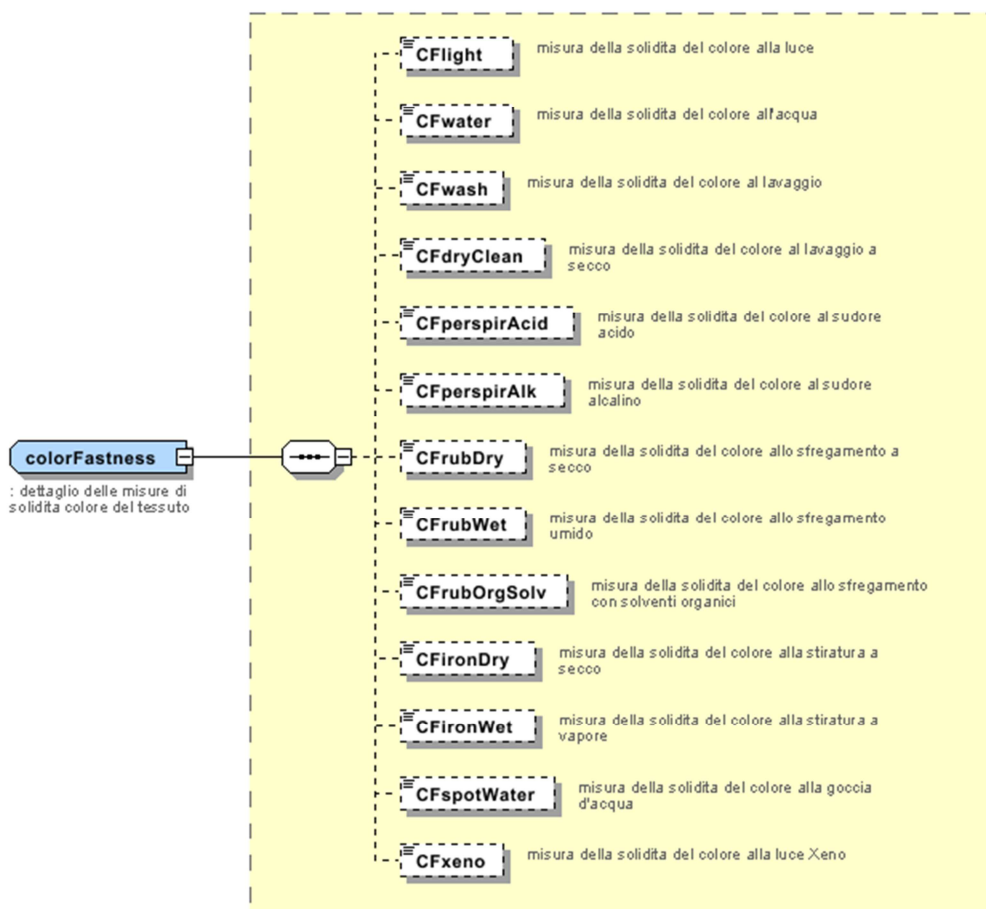 CFlight
misura della solidita del colore alla luce
CFwater
misura della solidita del colore all'acqua
CFwash
misura della solidita del colore al lavaggio
CFdryClean
misura della solidita del colore al lavaggio a
secco
CFperspirAcid
misura della solidita del colore al sudore
acido
CFperspirAlk
misura della solidita del colore al sudore
alcalino
colorFastness
: dettaglio delle misure di
solidita colore del tessuto
CFrubDry
misura della solidita del colore allo sfregamento a
secco
CFrubWet
misura della solidita del colore allo sfregamento
umido
CFrubOrgSolv
misura della solidita del colore allo sfregamento
con solventi organici
CFironDry
misura della solidita del colore alla stiratura a
secco
CFironWet
misura della solidita del colore alla stiratura a
vapore
CFspotWater
misura della solidita del colore alla goccia
d'acqua
CFxeno
misura della solidita del colore alla luce Xeno